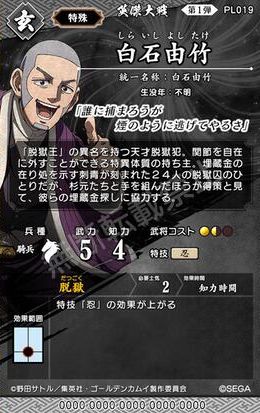 玄
特殊
英傑大戦
第1弾
PL019
しらいし よしたけ
白石由竹
統一名称：白石由竹
生没年：不明
「誰に捕まろうが
煙のように逃げてやるさ」
「脱獄王」の異名を持つ天才脱獄犯。関節を自在
に外すことができる特異体質の持ち主。埋蔵金の
在り処を示す刺青が刻まれた２４人の脱獄囚のひ
とりだが、杉元たちと手を組んだほうが得策と見
て、彼らの埋蔵金探しに協力する。
兵種 武力 知力 武将コスト
騎兵 5 4 特技 忍
だつごく
脱獄
必要士気 2
効果時間 知力時間
特技「忍」の効果が上がる
効果範囲
©野田サトル／集英社・ゴールデンカムイ製作委員会 ©SEGA
0000-0000-0000-0000-0000